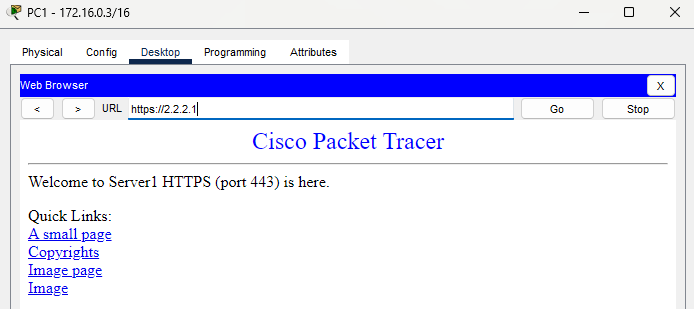 PC1 - 172.16.0.3/16
Physical Config Desktop Programming Attributes
Web Browser X
< > URL https://2.2.2.1 Go Stop
Cisco Packet Tracer
Welcome to Server1 HTTPS (port 443) is here.
Quick Links:
A small page
Copyrights
Image page
Image